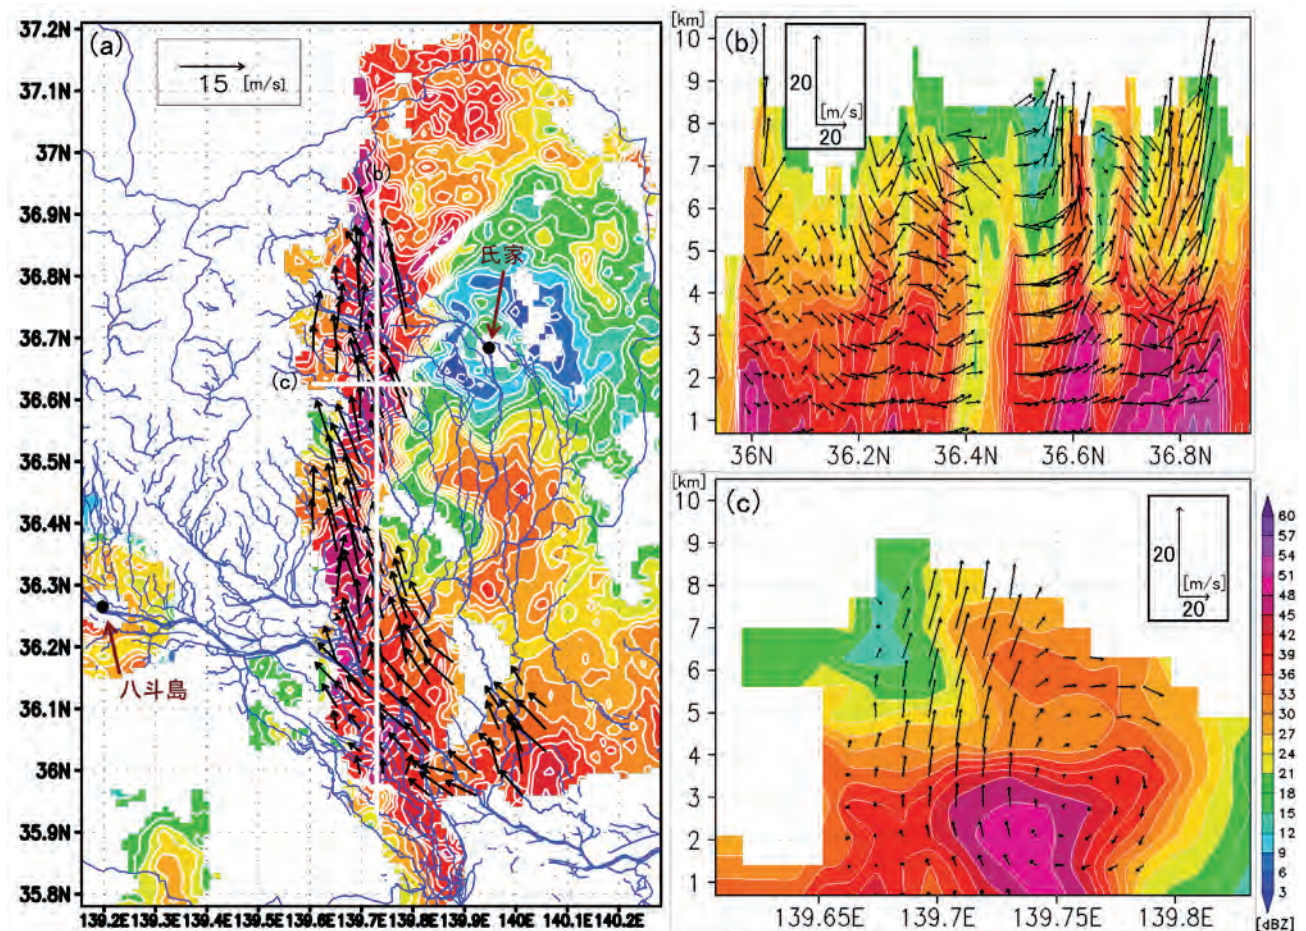 (a)
15 [m/s]
37.2N
37.1N
37N
36.9N
36.8N
36.7N
36.6N
36.5N
36.4N
36.3N
36.2N
36.1N
36N
35.9N
35.8N
139.2E 139.3E 139.4E 139.5E 139.6E 139.7E 139.8E 139.9E 140E 140.1E 140.2E
(b)
(c)
氏家
八斗島
[km]
(b)
20
[m/s]
20
10
9
8
7
6
5
4
3
2
1
36N 36.2N 36.4N 36.6N 36.8N
[km]
(c)
20
[m/s]
20
10
9
8
7
6
5
4
3
2
1
139.65E 139.7E 139.75E 139.8E
60
57
54
51
48
45
42
39
36
33
30
27
24
21
18
15
12
9
6
3
[dBZ]